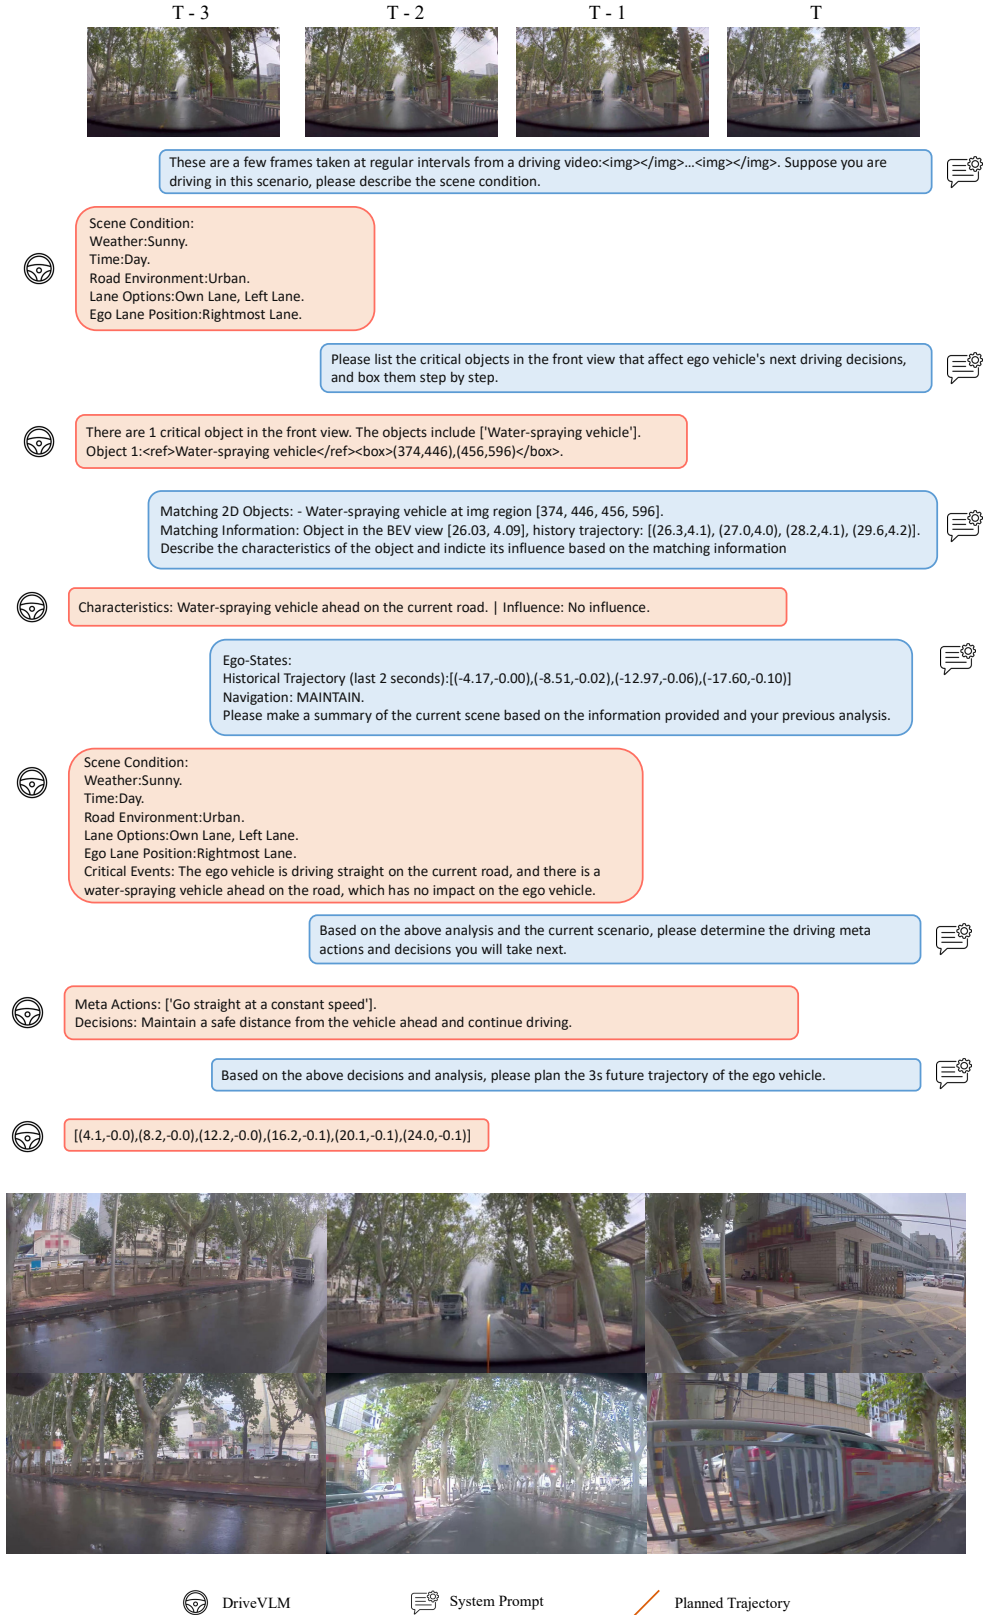 T - 3
T - 2
T - 1
T
These are a few frames taken at regular intervals from a driving video:<img></img>...<img></img>. Suppose you are
driving in this scenario, please describe the scene condition.
Scene Condition:
Weather:Sunny.
Time:Day.
Road Environment:Urban.
Lane Options:Own Lane, Left Lane.
Ego Lane Position:Rightmost Lane.
Please list the critical objects in the front view that affect ego vehicle's next driving decisions,
and box them step by step.
There are 1 critical object in the front view. The objects include ['Water-spraying vehicle'].
Object 1:<ref>Water-spraying vehicle</ref><box>(374,446),(456,596)</box>.
Matching 2D Objects: - Water-spraying vehicle at img region [374, 446, 456, 596].
Matching Information: Object in the BEV view [26.03, 4.09], history trajectory: [(26.3,4.1), (27.0,4.0), (28.2,4.1), (29.6,4.2)].
Describe the characteristics of the object and indicte its influence based on the matching information
Characteristics: Water-spraying vehicle ahead on the current road. | Influence: No influence.
Ego-States:
Historical Trajectory (last 2 seconds):[(-4.17,-0.00),(-8.51,-0.02),(-12.97,-0.06),(-17.60,-0.10)]
Navigation: MAINTAIN.
Please make a summary of the current scene based on the information provided and your previous analysis.
Scene Condition:
Weather:Sunny.
Time:Day.
Road Environment:Urban.
Lane Options:Own Lane, Left Lane.
Ego Lane Position:Rightmost Lane.
Critical Events: The ego vehicle is driving straight on the current road, and there is a
water-spraying vehicle ahead on the road, which has no impact on the ego vehicle.
Based on the above analysis and the current scenario, please determine the driving meta
actions and decisions you will take next.
Meta Actions: ['Go straight at a constant speed'].
Decisions: Maintain a safe distance from the vehicle ahead and continue driving.
Based on the above decisions and analysis, please plan the 3s future trajectory of the ego vehicle.
[(4.1,-0.0),(8.2,-0.0),(12.2,-0.0),(16.2,-0.1),(20.1,-0.1),(24.0,-0.1)]
DriveVLM
System Prompt
Planned Trajectory